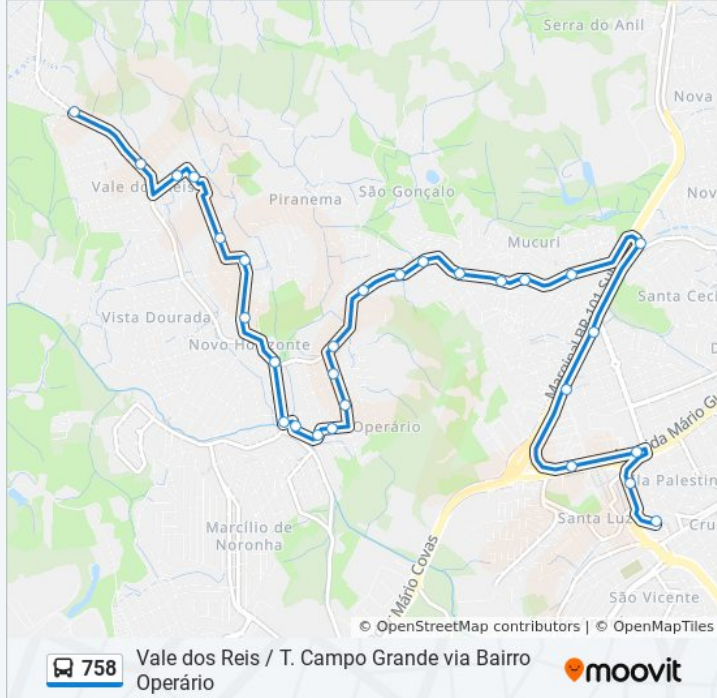 Serra do Anil
Nova
Vale dos Reis
Piranema
São Gonçalo
Mucuri
Santa Cec
Vista Dourada
Novo Horizonte
Marginal BR 101 Sul
Operário
da Mário G
la Palestin
Santa Luz
Cru
Marcílio de
Noronha
Mário Covas
São Vicente
© OpenStreetMap contributors | © OpenMapTiles
758
Vale dos Reis / T. Campo Grande via Bairro
Operário
moovit